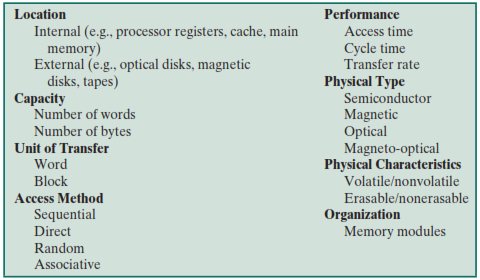 Location
Internal (e.g., processor registers, cache, main
memory)
External (e.g., optical disks, magnetic
disks, tapes)
Capacity
Number of words
Number of bytes
Unit of Transfer
Word
Block
Access Method
Sequential
Direct
Random
Associative
Performance
Access time
Cycle time
Transfer rate
Physical Type
Semiconductor
Magnetic
Optical
Magneto-optical
Physical Characteristics
Volatile/nonvolatile
Erasable/nonerasable
Organization
Memory modules